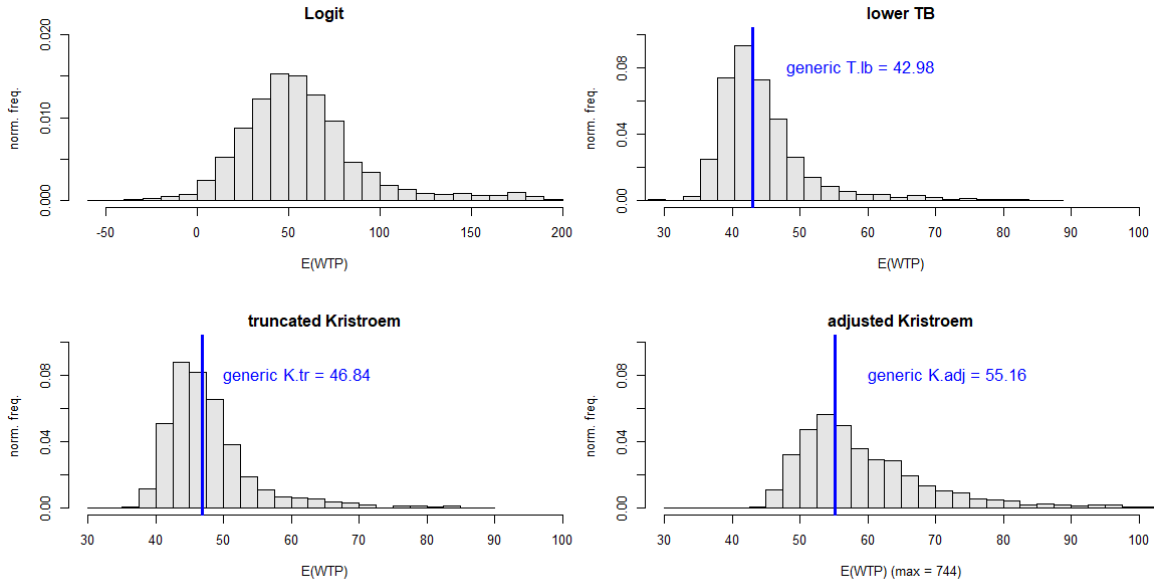 Logit
norm. freq.
0.020
0.010
0.000
-50 0 50 100 150 200
E(WTP)
lower TB
generic T.lb = 42.98
norm. freq.
0.08
0.04
0.00
30 40 50 60 70 80 90 100
E(WTP)
truncated Kristroem
generic K.tr = 46.84
norm. freq.
0.08
0.04
0.00
30 40 50 60 70 80 90 100
E(WTP)
adjusted Kristroem
generic K.adj = 55.16
norm. freq.
0.08
0.04
0.00
30 40 50 60 70 80 90 100
E(WTP) (max = 744)